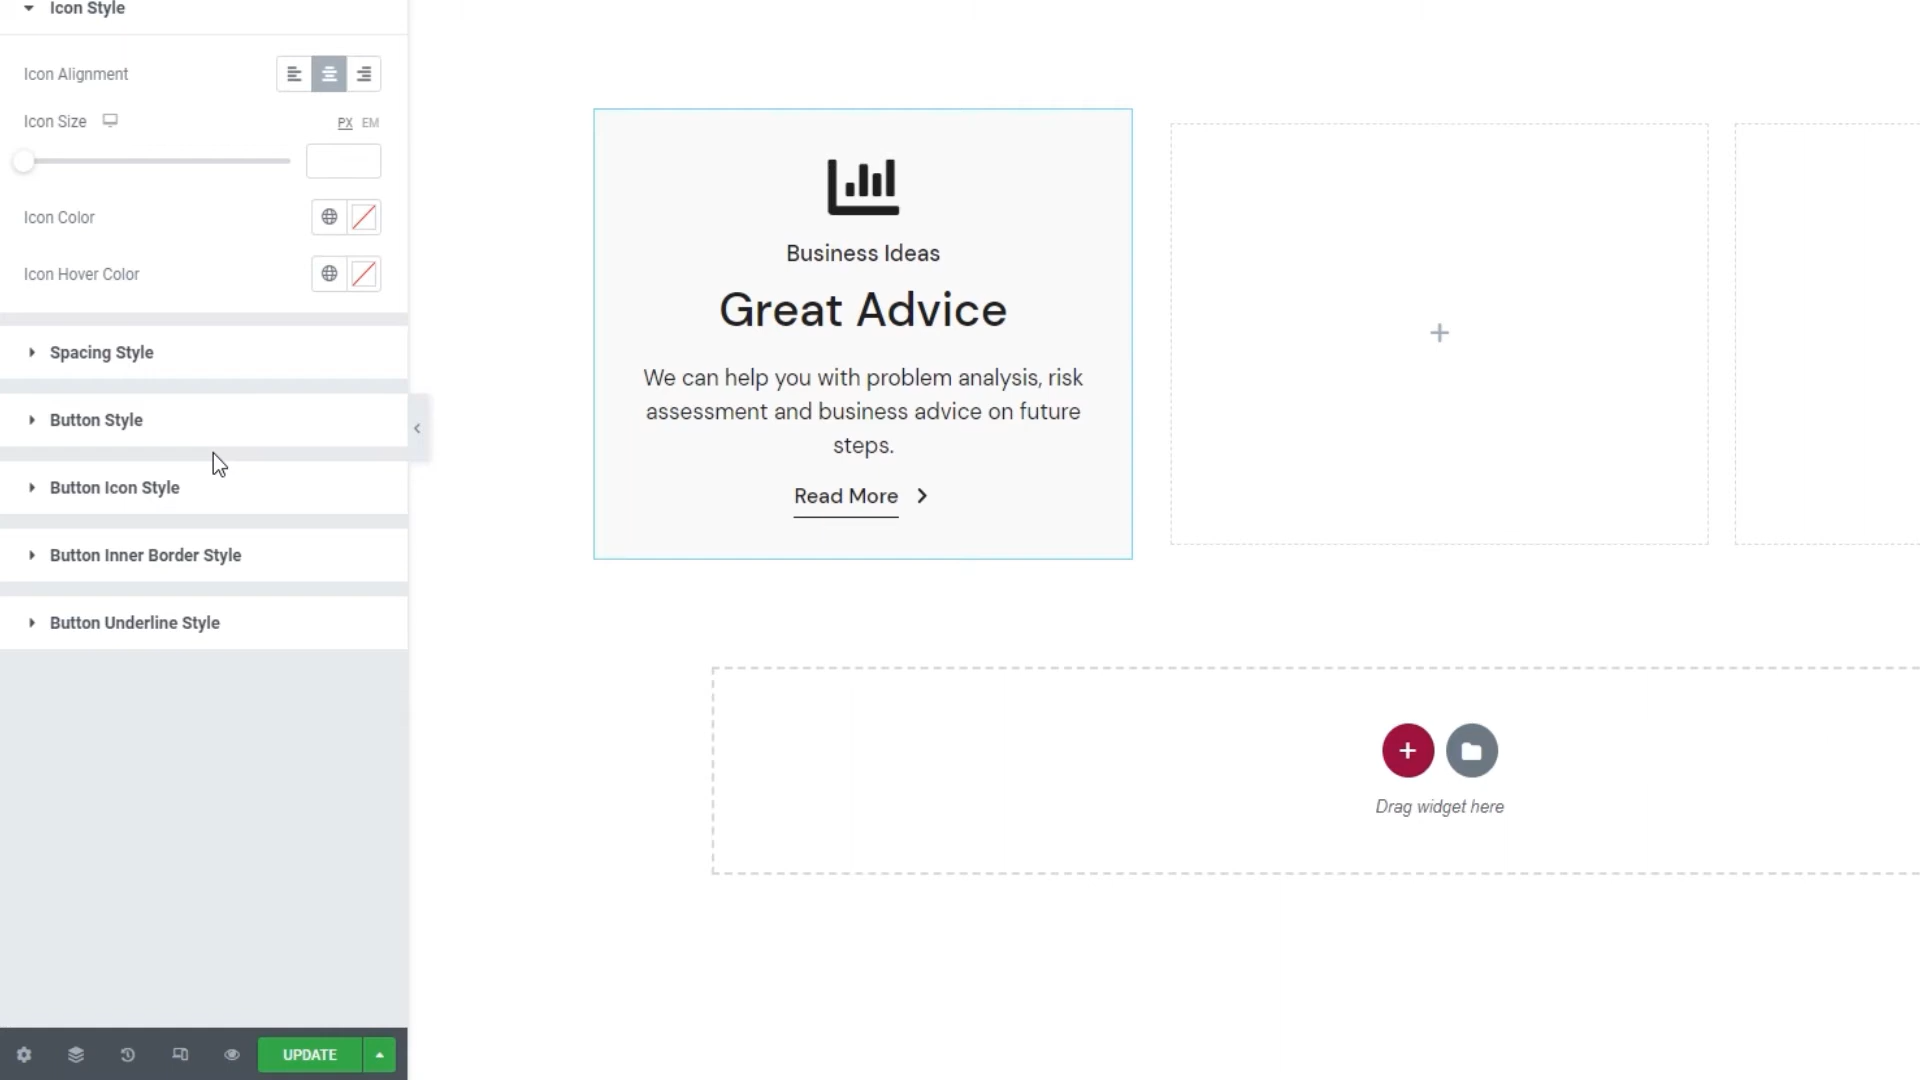 Icon Style
Icon Alignment
Icon Size
PX EM
Icon Color
Icon Hover Color
Spacing Style
Button Style
Button Icon Style
Button Inner Border Style
Button Underline Style
UPDATE
Business Ideas
Great Advice
We can help you with problem analysis, risk
assessment and business advice on future
steps.
Read More
Drag widget here